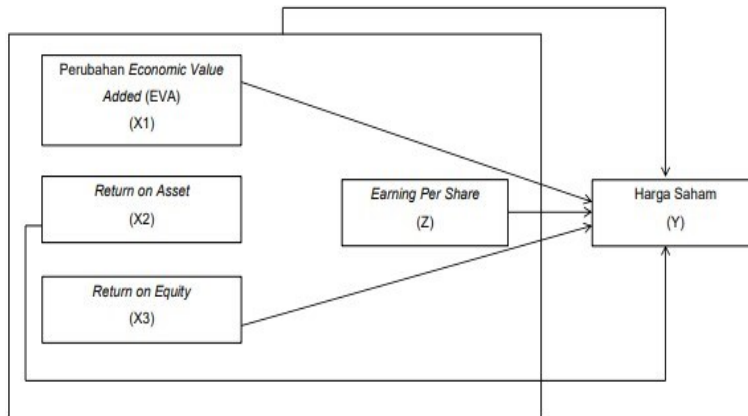 Perubahan Economic Value
Added (EVA)
(X1)
Return on Asset
(X2)
Earning Per Share
(Z)
Harga Saham
(Y)
Return on Equity
(X3)